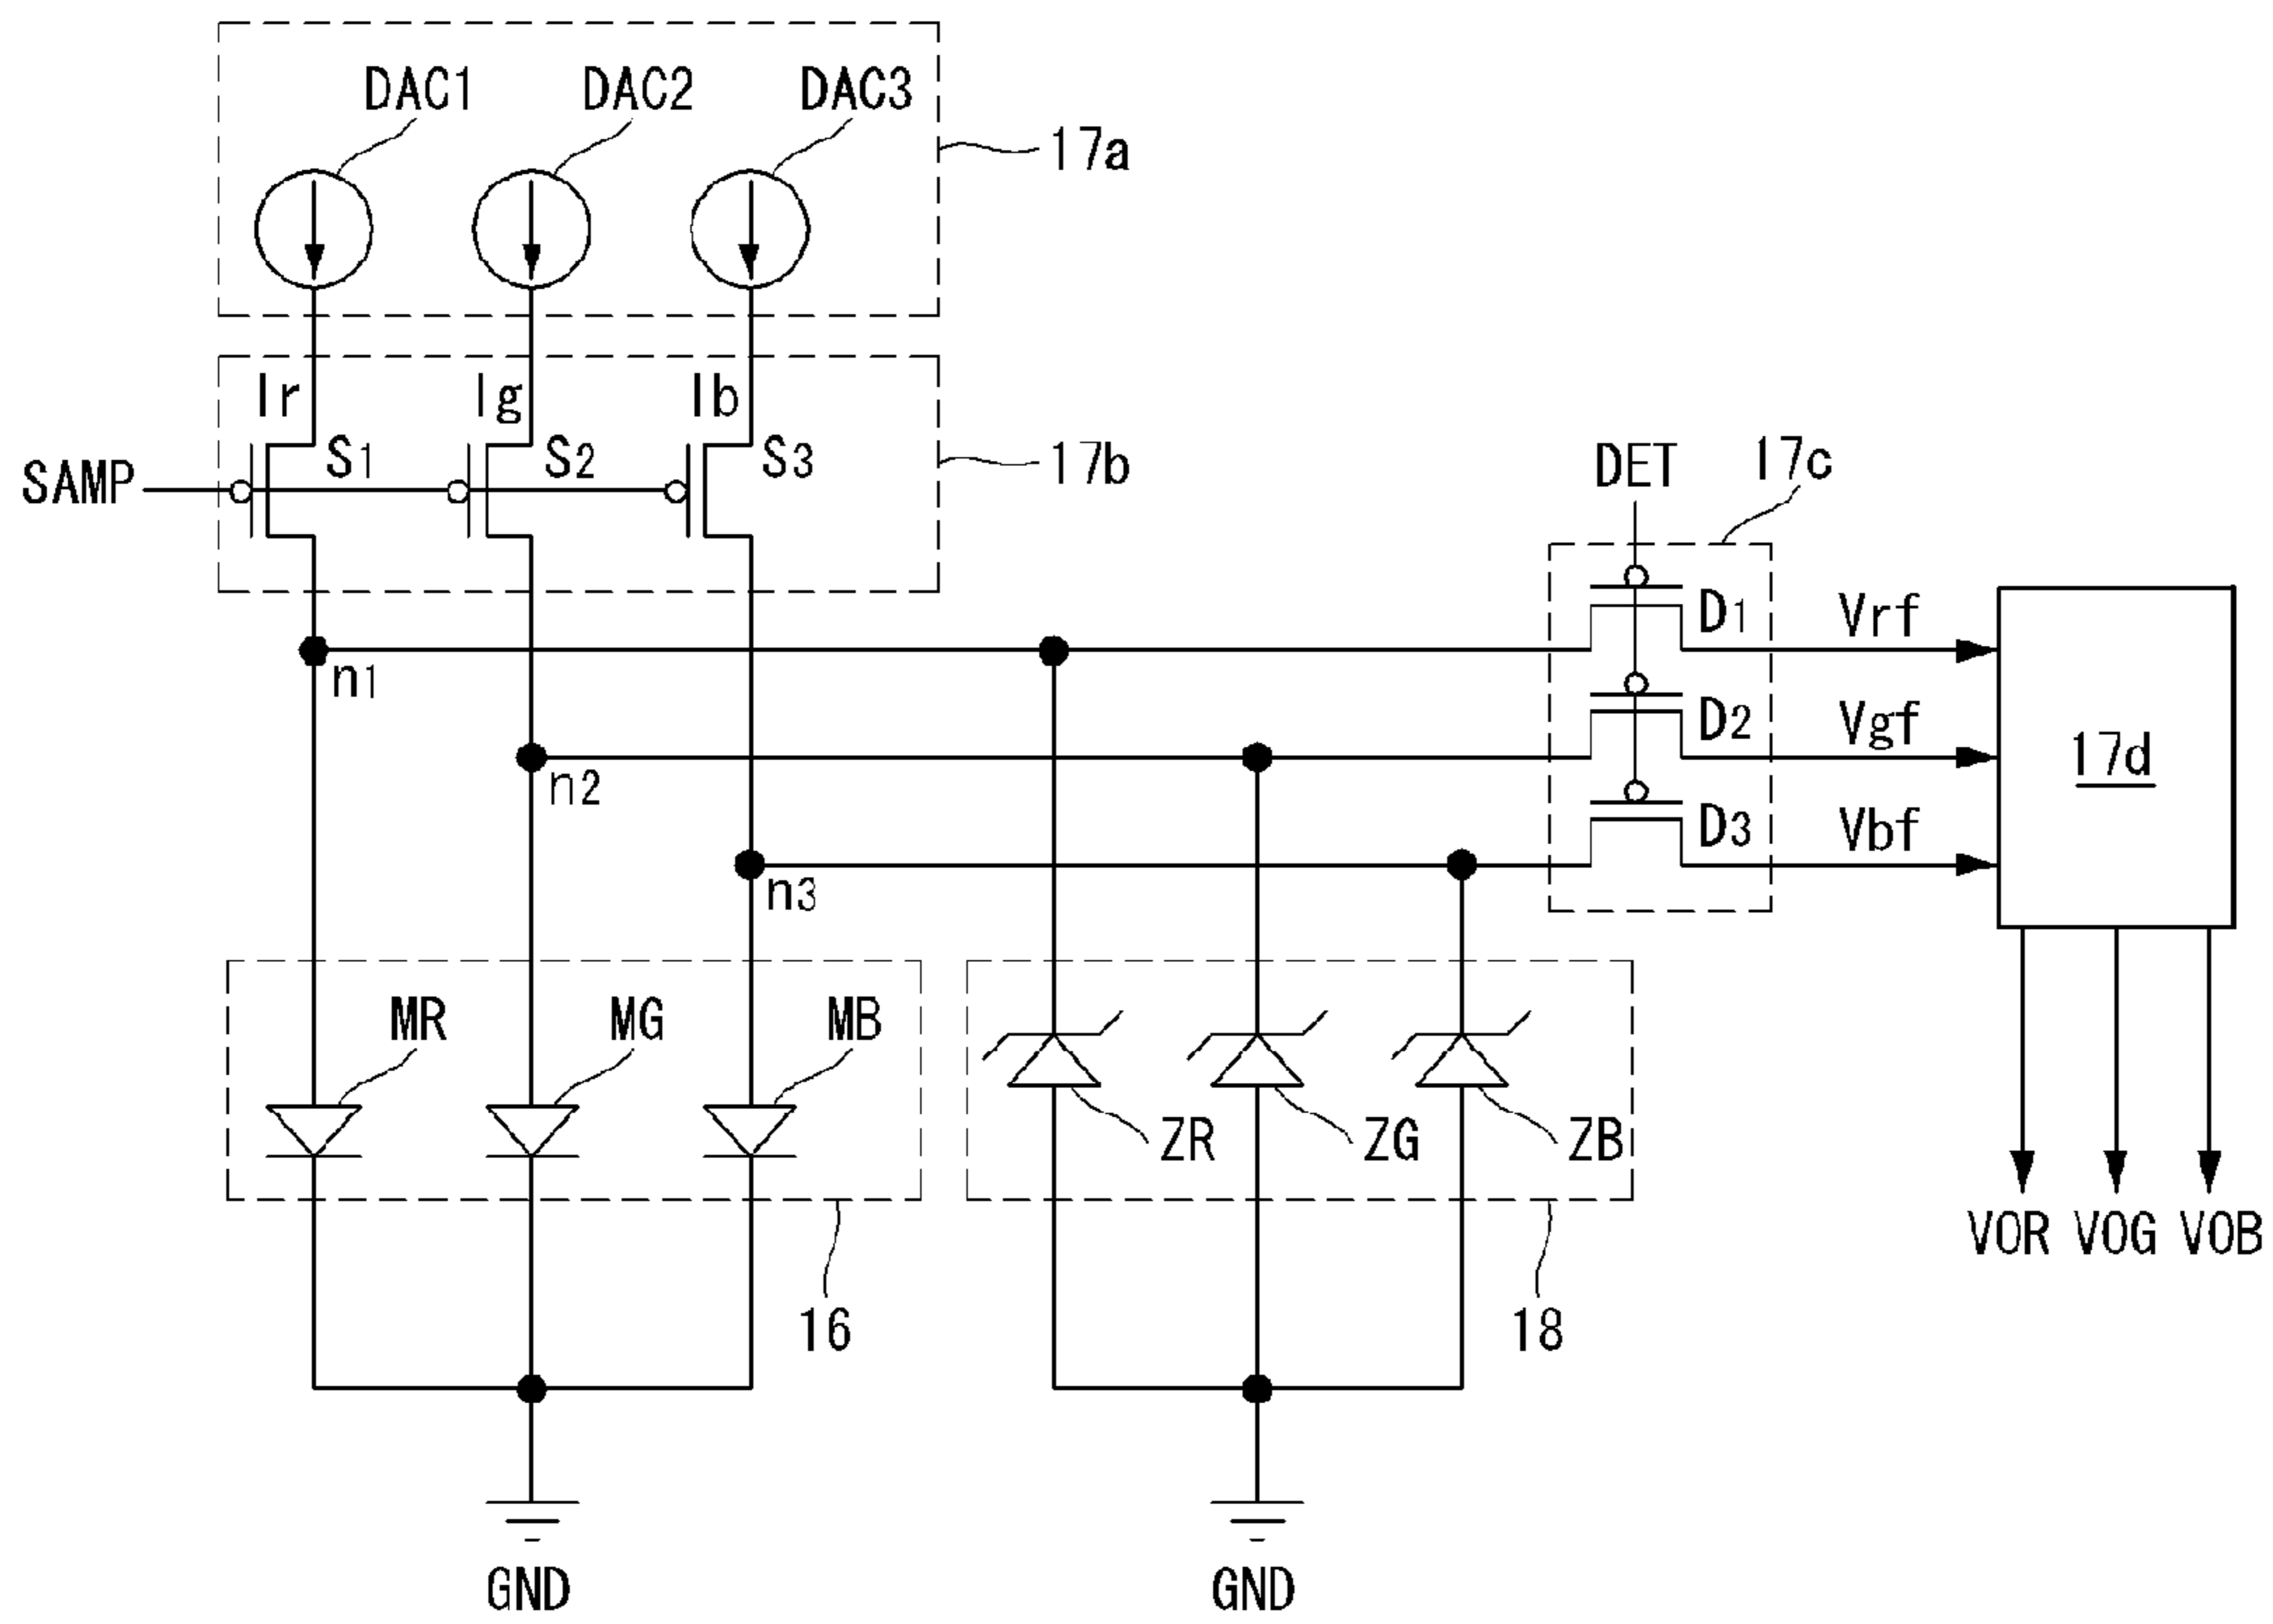 DAC1 DAC2 DAC3
17a
Ir Ig Ib
SAMP S1 S2 S3 17b
DET 17c
D1 Vrf
n1
D2 Vgf
17d
n2
D3 Vbf
n3
MR MG MB
ZR ZG ZB
VOR VOG VOB
16 18
GND GND